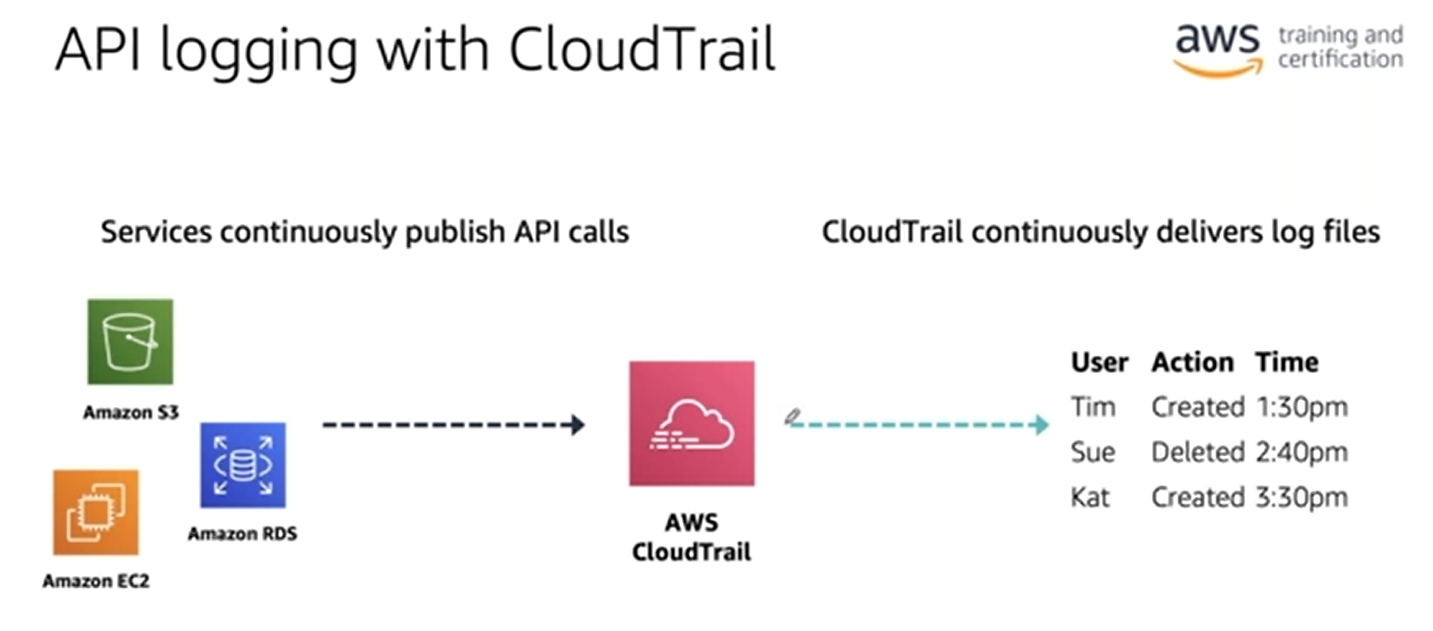 API logging with CloudTrail
aws training and
certification
Services continuously publish API calls
CloudTrail continuously delivers log files
Amazon S3
Amazon RDS
Amazon EC2
AWS
CloudTrail
User Action Time
Tim Created 1:30pm
Sue Deleted 2:40pm
Kat Created 3:30pm